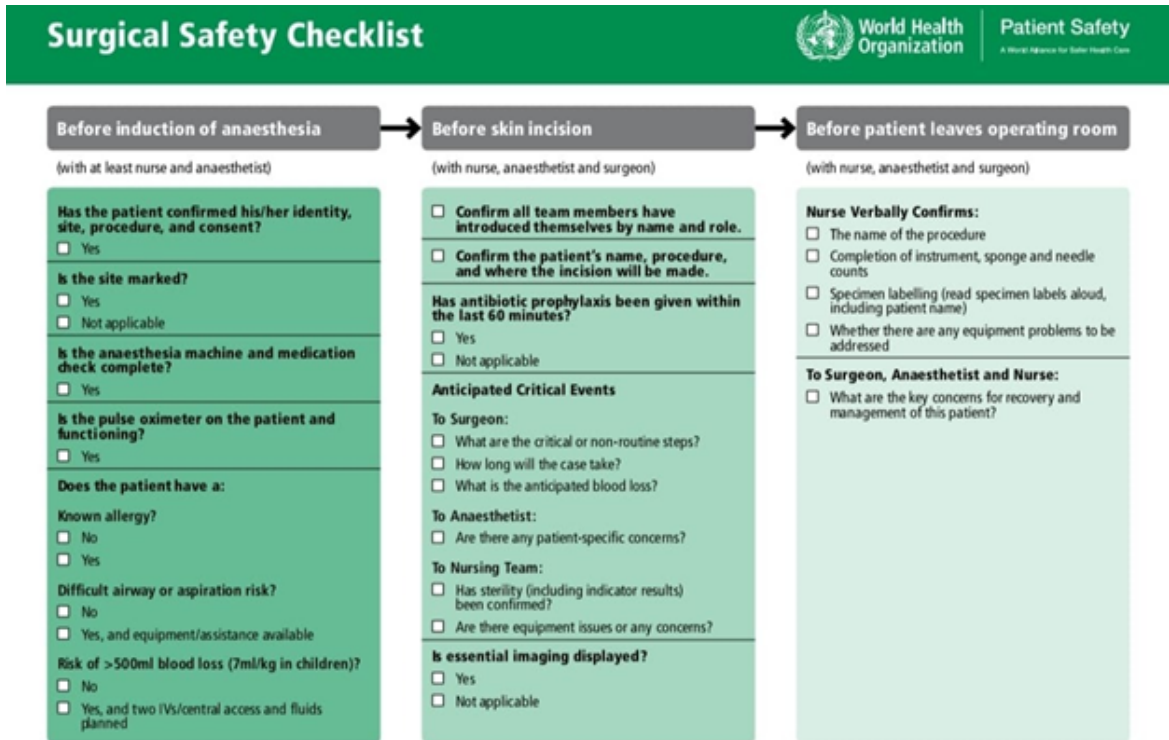 Surgical Safety Checklist
World Health
Organization
Patient Safety
A World Alliance for Safer Health Care
Before induction of anaesthesia
(with at least nurse and anaesthetist)
Has the patient confirmed his/her identity,
site, procedure, and consent?
Yes
Is the site marked?
Yes
Not applicable
Is the anaesthesia machine and medication
check complete?
Yes
Is the pulse oximeter on the patient and
functioning?
Yes
Does the patient have a:
Known allergy?
No
Yes
Difficult airway or aspiration risk?
No
Yes, and equipment/assistance available
Risk of >500ml blood loss (7ml/kg in children)?
No
Yes, and two IVs/central access and fluids
planned
Before skin incision
(with nurse, anaesthetist and surgeon)
Confirm all team members have
introduced themselves by name and role.
Confirm the patient's name, procedure,
and where the incision will be made.
Has antibiotic prophylaxis been given within
the last 60 minutes?
Yes
Not applicable
Anticipated Critical Events
To Surgeon:
What are the critical or non-routine steps?
How long will the case take?
What is the anticipated blood loss?
To Anaesthetist:
Are there any patient-specific concerns?
To Nursing Team:
Has sterility (including indicator results)
been confirmed?
Are there equipment issues or any concerns?
Is essential imaging displayed?
Yes
Not applicable
Before patient leaves operating room
(with nurse, anaesthetist and surgeon)
Nurse Verbally Confirms:
The name of the procedure
Completion of instrument, sponge and needle
counts
Specimen labelling (read specimen labels aloud,
including patient name)
Whether there are any equipment problems to be
addressed
To Surgeon, Anaesthetist and Nurse:
What are the key concerns for recovery and
management of this patient?